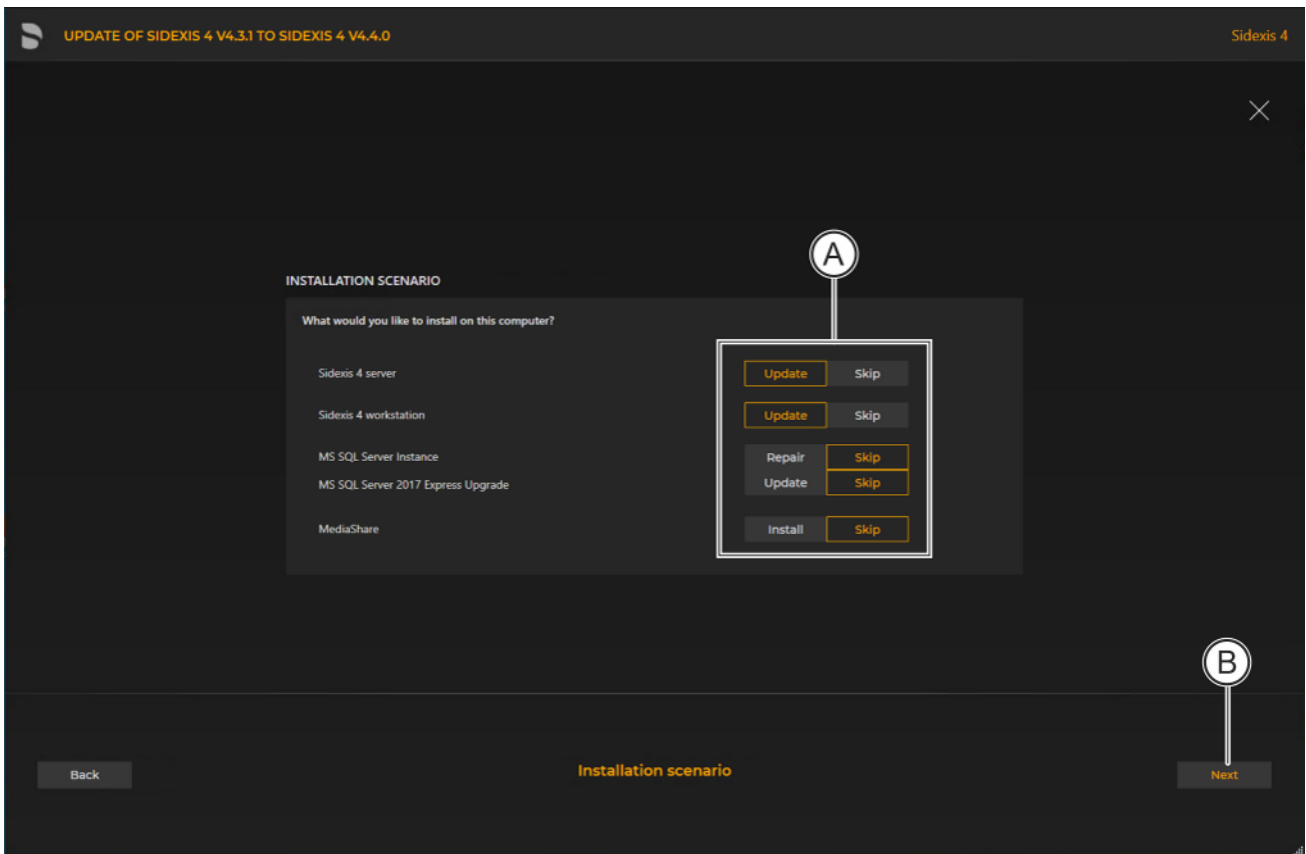 UPDATE OF SIDEXIS 4 V4.3.1 TO SIDEXIS 4 V4.4.0
Sidexis 4
A
INSTALLATION SCENARIO
What would you like to install on this computer?
Sidexis 4 server Update Skip
Sidexis 4 workstation Update Skip
MS SQL Server Instance Repair Skip
MS SQL Server 2017 Express Upgrade Update Skip
MediaShare Install Skip
B
Back Installation scenario Next